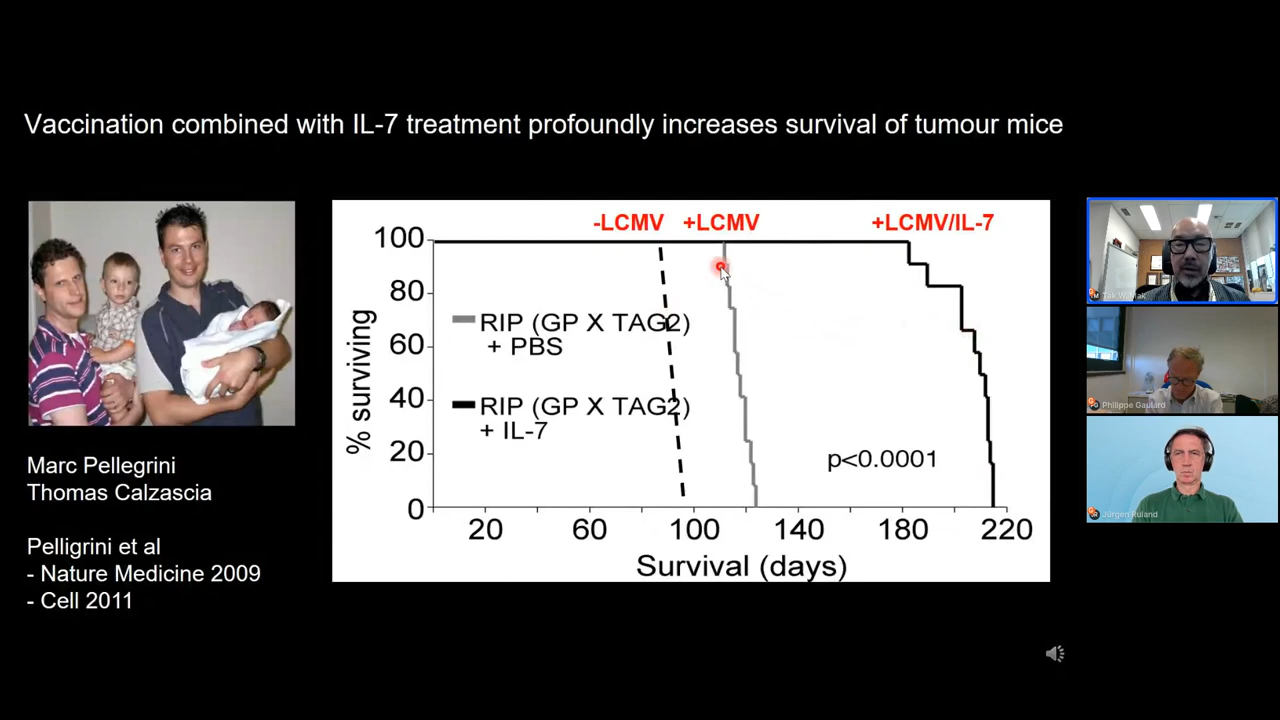 Vaccination combined with IL-7 treatment profoundly increases survival of tumour mice
Marc Pellegrini
Thomas Calzascia
Pelligrini et al
- Nature Medicine 2009
- Cell 2011
-LCMV +LCMV +LCMV/IL-7
100
80
60
40
20
0
% surviving
RIP (GP X TAG2)
+ PBS
RIP (GP X TAG2)
+ IL-7
p<0.0001
20 60 100 140 180 220
Survival (days)
Philippe Gaulard
Jürgen Ruland